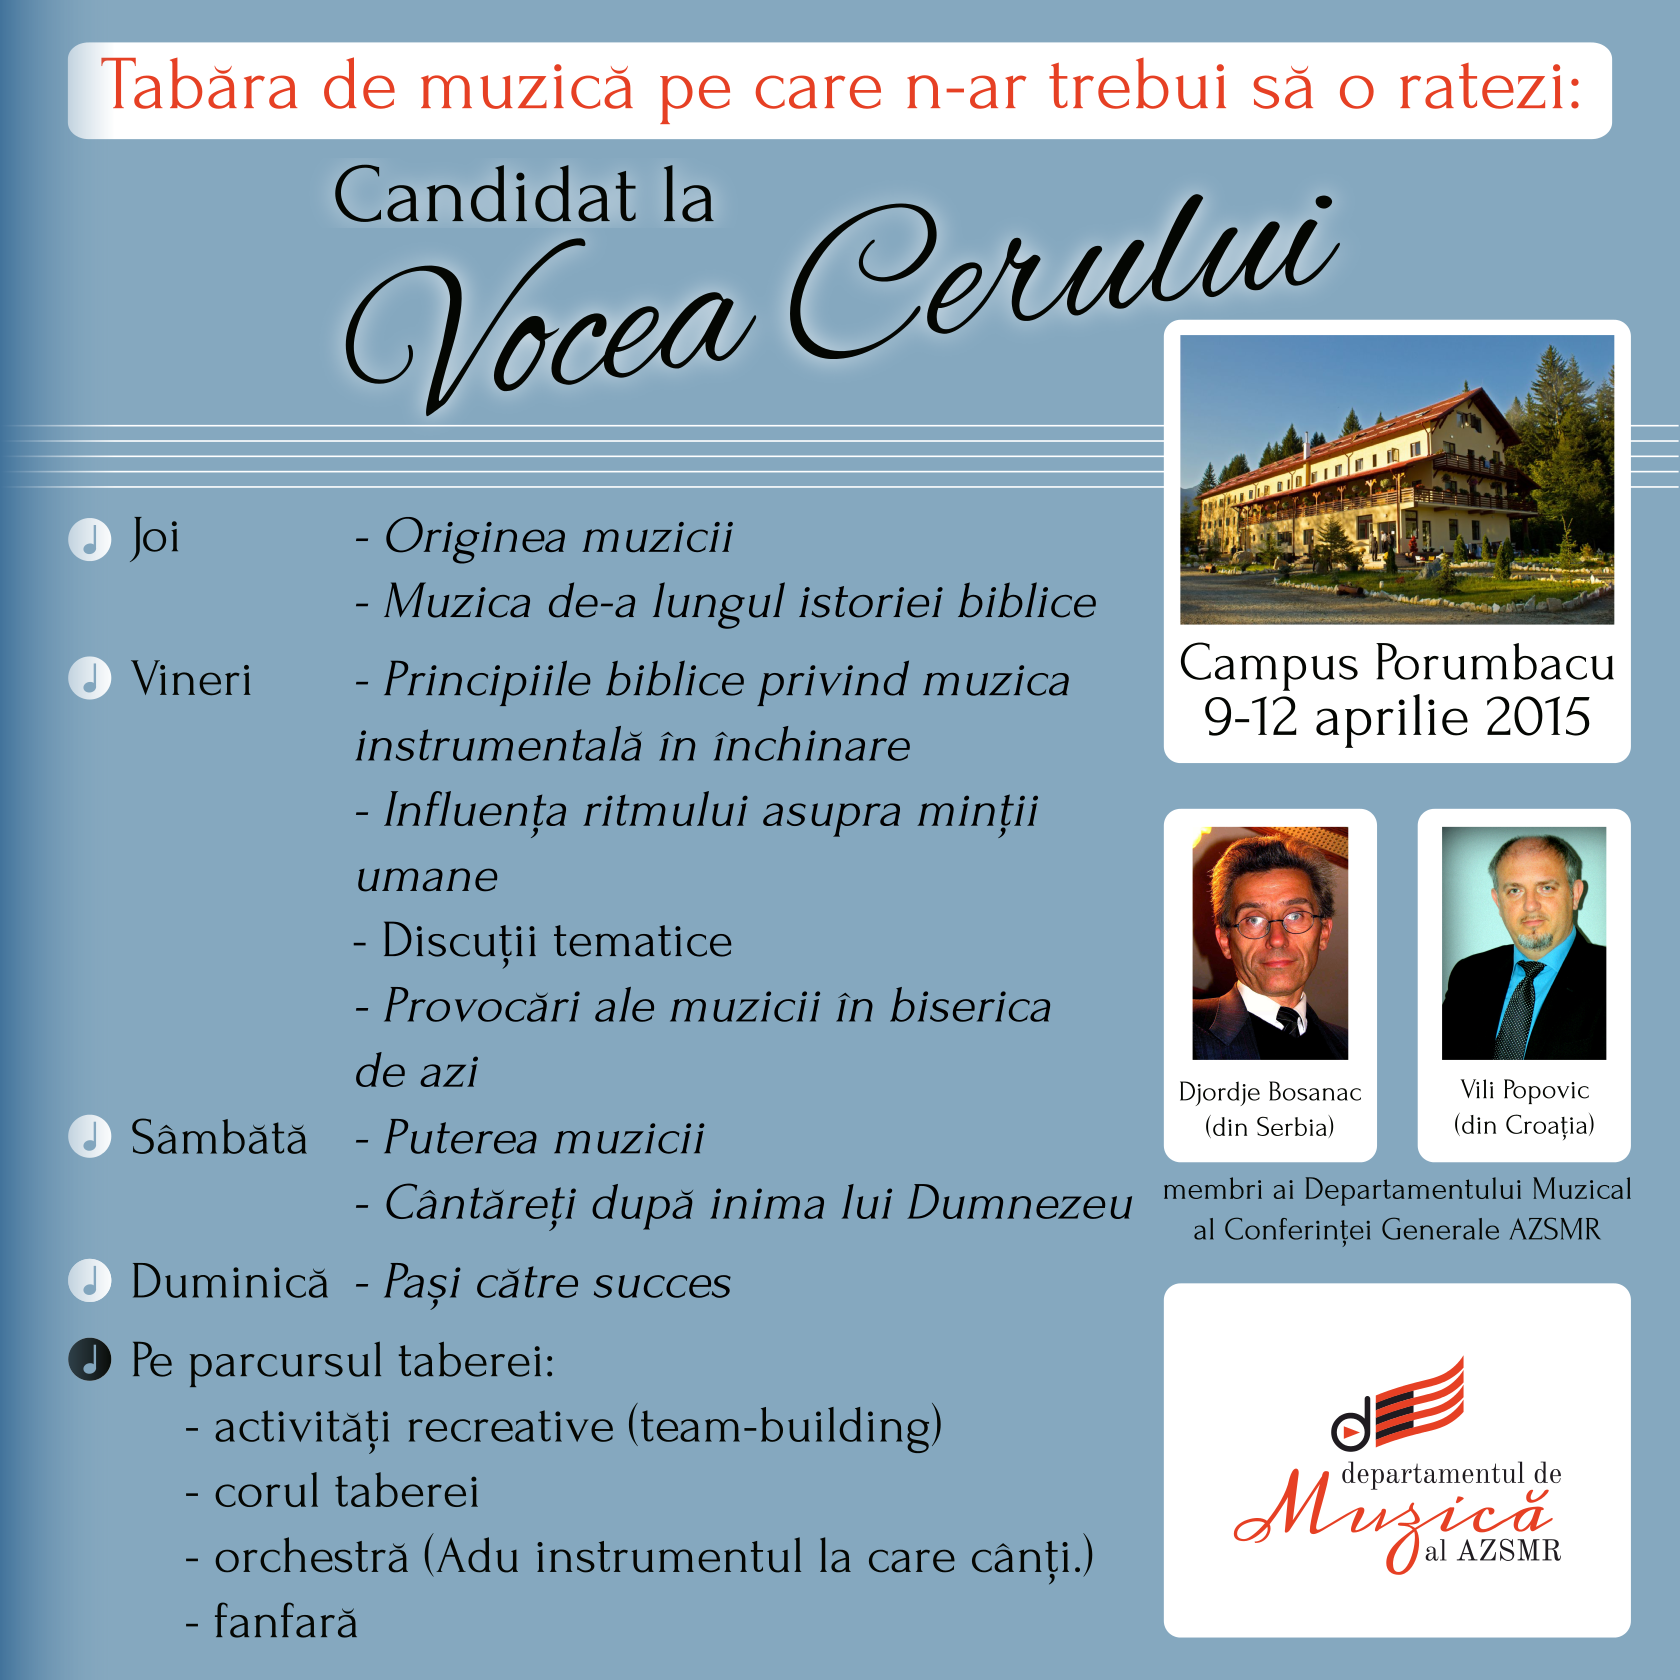 Tabăra de muzică pe care n-ar trebui să o ratezi:
Candidat la
Vocea Cerului
Joi - Originea muzicii
- Muzica de-a lungul istoriei biblice
Vineri - Principiile biblice privind muzica
instrumentală în închinare
- Influența ritmului asupra minții
umane
- Discuții tematice
- Provocări ale muzicii în biserica
de azi
Sâmbătă - Puterea muzicii
- Cântăreți după inima lui Dumnezeu
Duminică - Pași către succes
Pe parcursul taberei:
- activități recreative (team-building)
- corul taberei
- orchestră (Adu instrumentul la care cânți.)
- fanfară
Campus Porumbacu
9-12 aprilie 2015
Djordje Bosanac
(din Serbia)
Vili Popovic
(din Croația)
membri ai Departamentului Muzical
al Conferinței Generale AZSMR
departamentul de
Muzică
al AZSMR